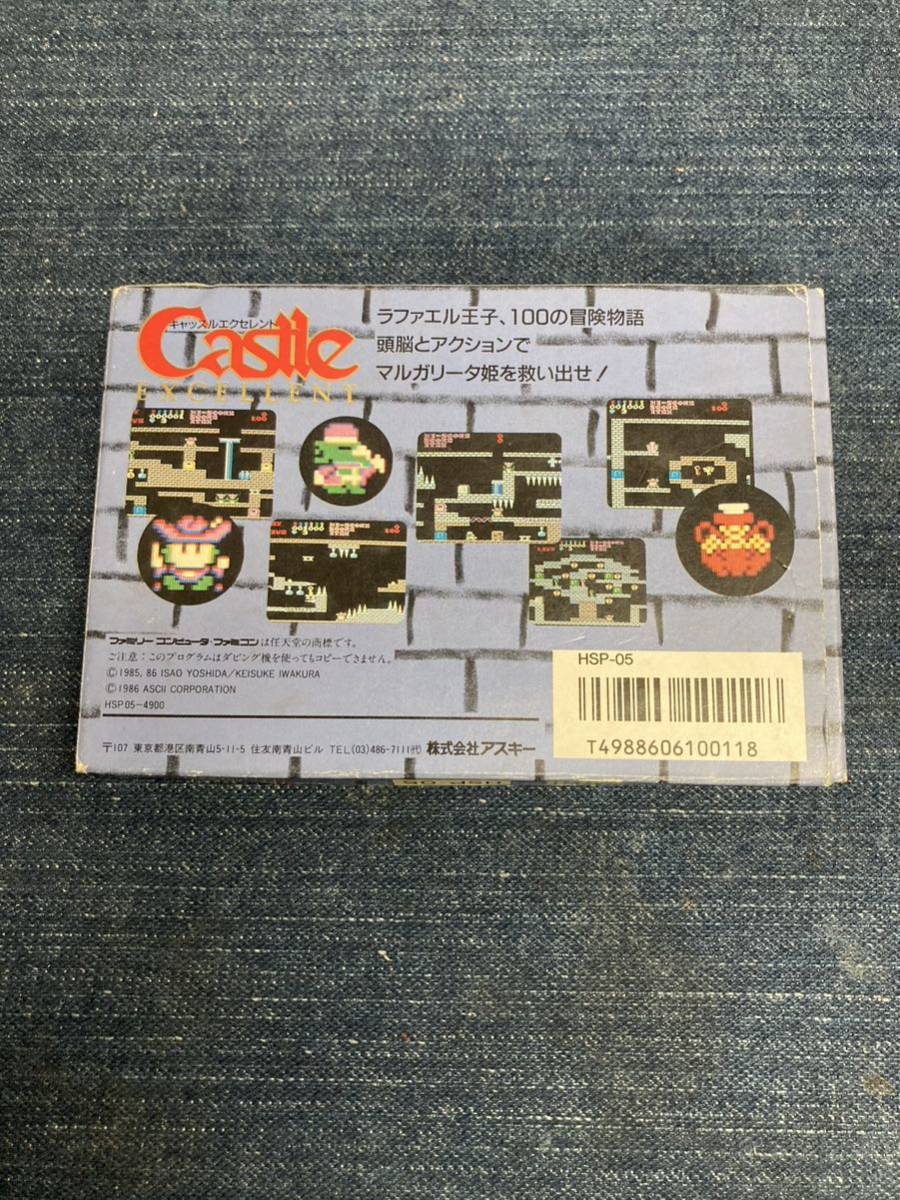 キャッスルエクセレント
Castle
EXCELLENT
ラファエル王子、100の冒険物語
頭脳とアクションで
マルガリータ姫を救い出せ！
ファミリーコンピュータ・ファミコンは任天堂の商標です。
ご注意：このプログラムはダビング機を使ってもコピーできません。
©1985, 86 ISAO YOSHIDA/KEISUKE IWAKURA
©1986 ASCII CORPORATION
HSP05-4900
〒107 東京都港区南青山5-11-5 住友南青山ビル TEL(03)486-7111㈹ 株式会社アスキー
HSP-05
T4988606100118